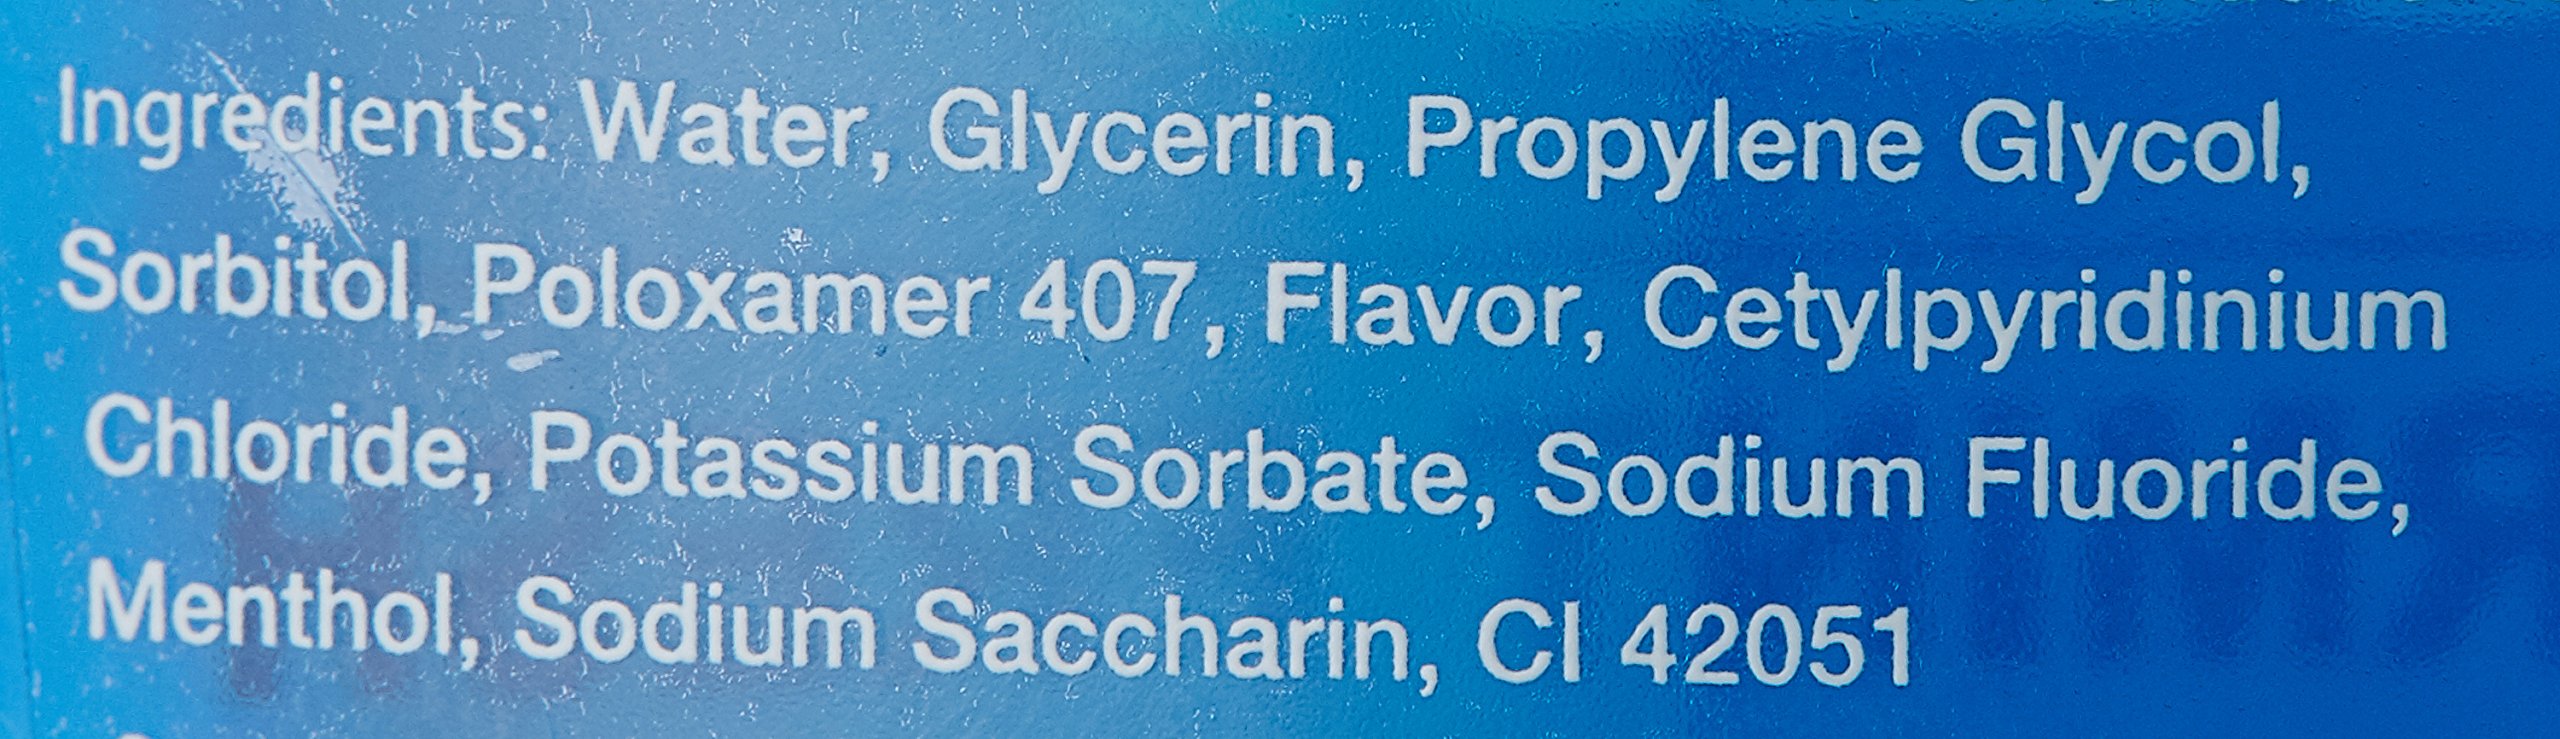 Ingredients: Water, Glycerin, Propylene Glycol,
Sorbitol, Poloxamer 407, Flavor, Cetylpyridinium
Chloride, Potassium Sorbate, Sodium Fluoride,
Menthol, Sodium Saccharin, CI 42051